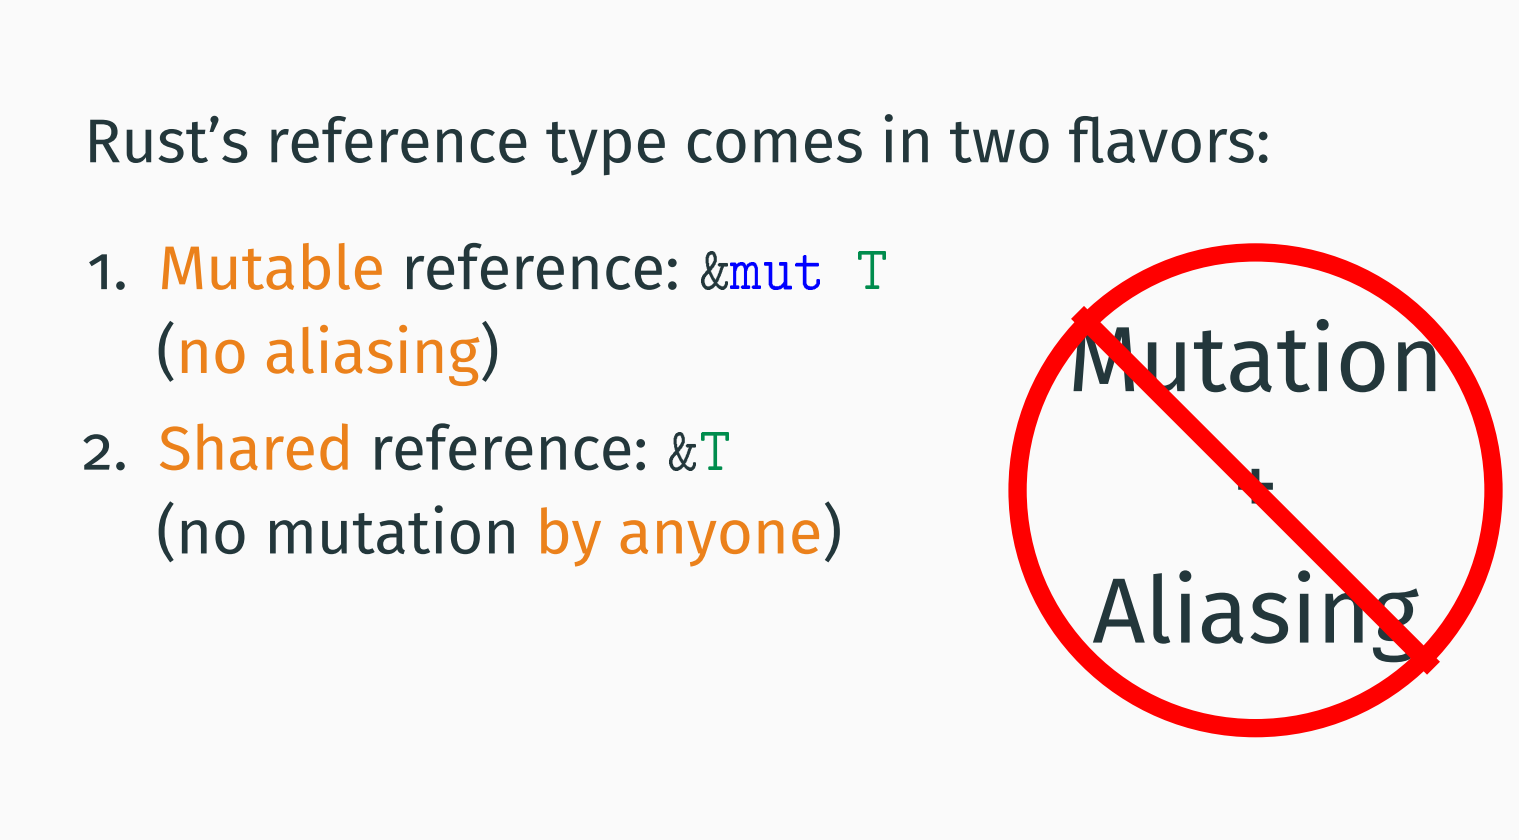 Rust’s reference type comes in two flavors:
1. Mutable reference: &mut T
(no aliasing)
2. Shared reference: &T
(no mutation by anyone)
Mutation
+
Aliasing